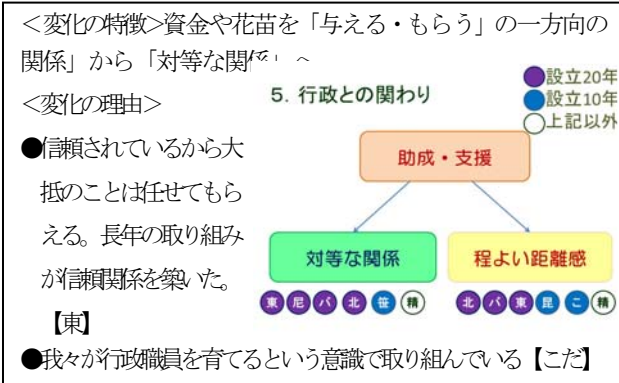 ＜変化の特徴＞資金や花苗を「与える・もらう」の一方向の
関係」から「対等な関係」へ
＜変化の理由＞
●信頼されているから大
抵のことは任せてもら
える。長年の取り組み
が信頼関係を築いた。
【東】
●我々が行政職員を育てるという意識で取り組んでいる【こだ】
5. 行政との関わり
●設立20年
●設立10年
○上記以外
助成・支援
対等な関係
程よい距離感
東 尼 バ 北 笹 精
北 バ 東 昆 こ 精